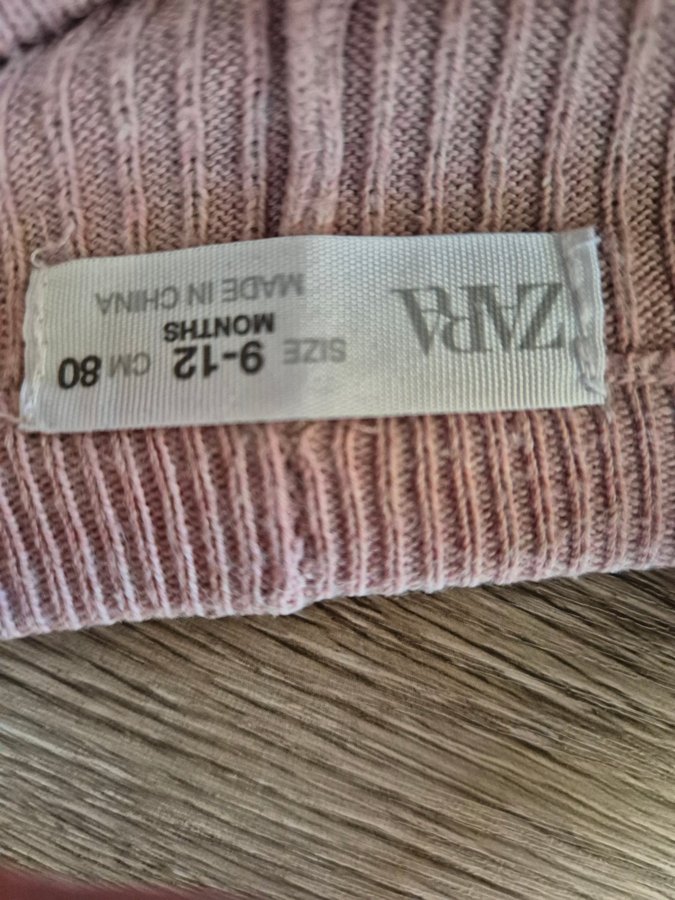 ZARA
SIZE 9-12 CM 80
MONTHS
MADE IN CHINA